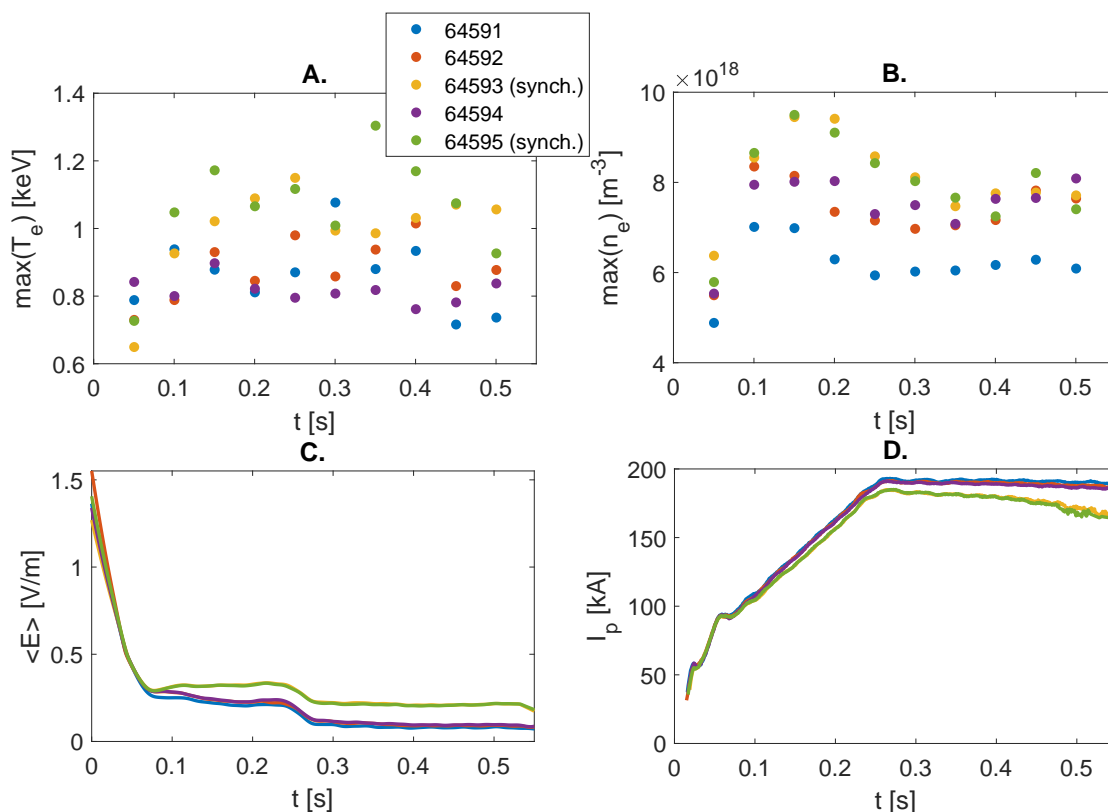 64591
64592
64593 (synch.)
64594
64595 (synch.)
A.
max(T_e) [keV]
1.4
1.2
1
0.8
0.6
0 0.1 0.2 0.3 0.4 0.5
t [s]
B.
× 10^18
max(n_e) [m^-3]
10
8
6
4
0 0.1 0.2 0.3 0.4 0.5
t [s]
C.
<E> [V/m]
1.5
1
0.5
0
0 0.1 0.2 0.3 0.4 0.5
t [s]
D.
I_p [kA]
200
150
100
50
0
0 0.1 0.2 0.3 0.4 0.5
t [s]